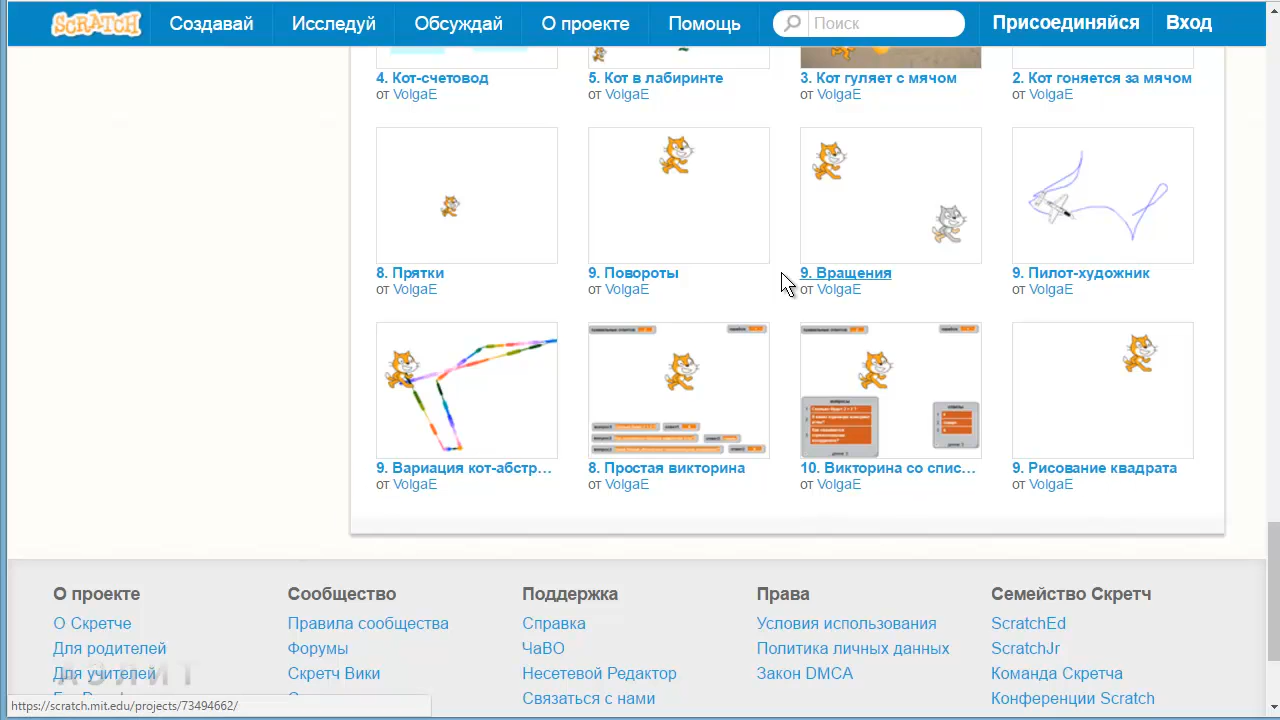 SCRATCH Создавай Исследуй Обсуждай О проекте Помощь Поиск Присоединяйся Вход
4. Кот-счетовод 5. Кот в лабиринте 3. Кот гуляет с мячом 2. Кот гоняется за мячом
от VolgaE от VolgaE от VolgaE от VolgaE
8. Прятки 9. Повороты 9. Вращения 9. Пилот-художник
от VolgaE от VolgaE от VolgaE от VolgaE
9. Вариация кот-абстр... 8. Простая викторина 10. Викторина со спис... 9. Рисование квадрата
от VolgaE от VolgaE от VolgaE от VolgaE
О проекте Сообщество Поддержка Права Семейство Скретч
О Скретче Правила сообщества Справка Условия использования ScratchEd
Для родителей Форумы ЧаВО Политика личных данных ScratchJr
Для учителей Скретч Вики Несетевой Редактор Закон DMCA Команда Скретча
Связаться с нами Конференции Scratch
АЭЛИТ
https://scratch.mit.edu/projects/73494662/